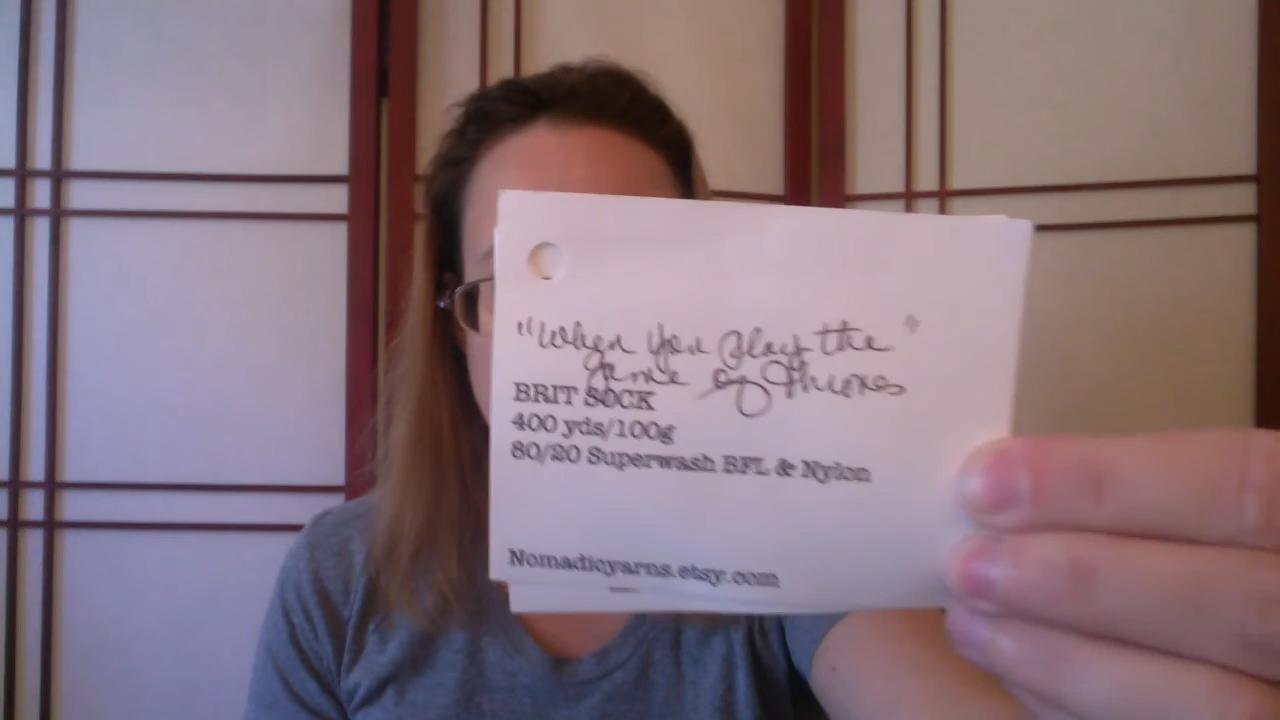 "When you play the"
game of thrones
BRIT SOCK
400 yds/100g
80/20 Superwash BFL & Nylon
Nomadicyarns.etsy.com